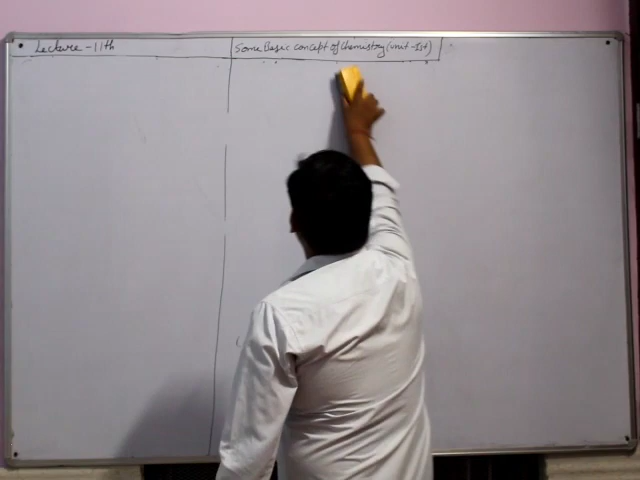 Lecture - 11th
Some Basic concept of Chemistry (unit - Ist)